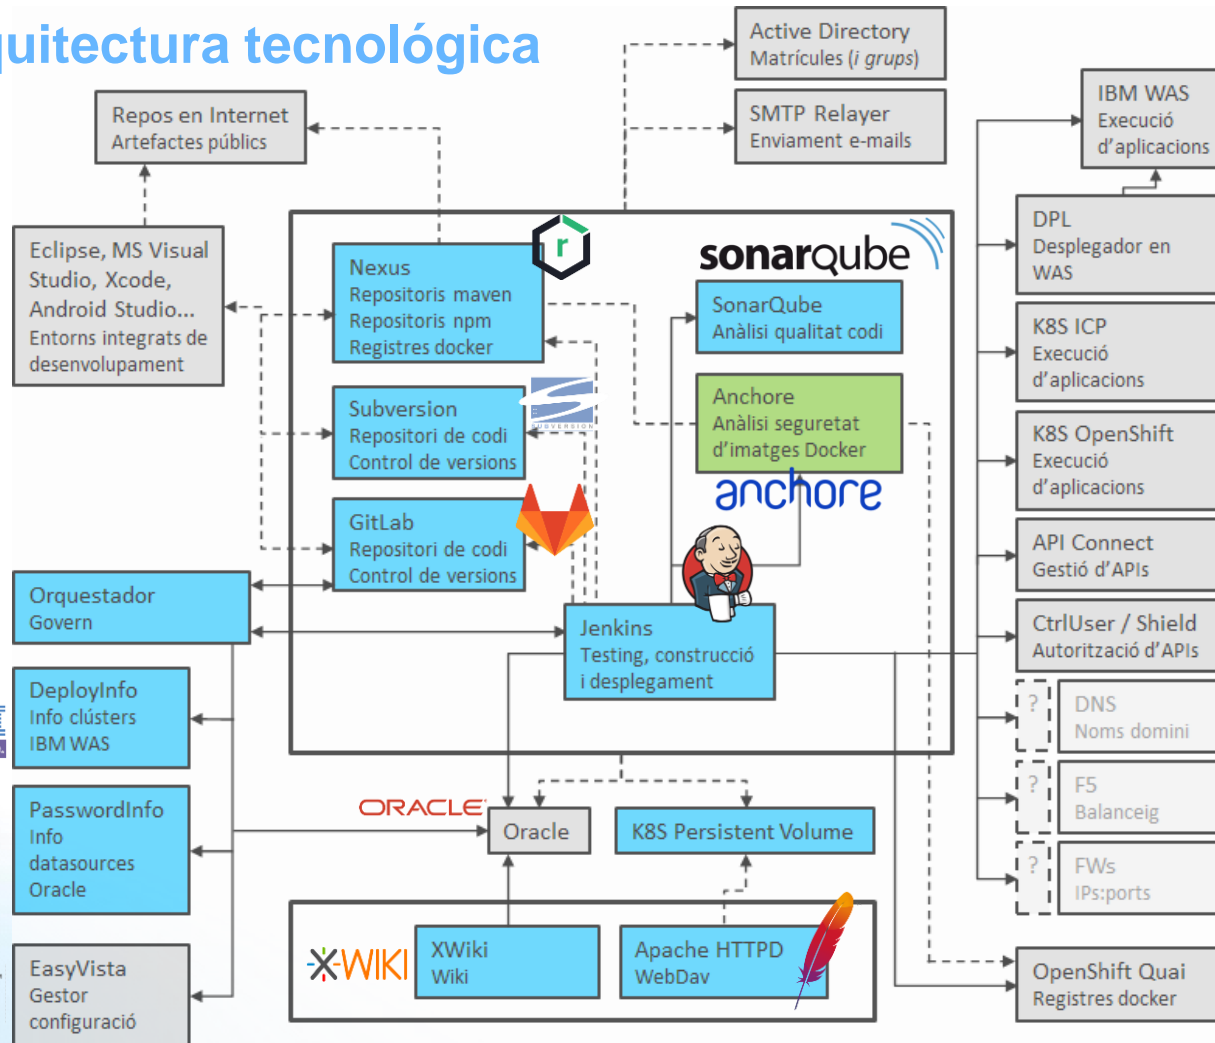 quitectura tecnológica
Active Directory
Matrícules (i grups)
SMTP Relayer
Enviament e-mails
IBM WAS
Execució
d'aplicacions
Repos en Internet
Artefactes públics
DPL
Desplegador en
WAS
Eclipse, MS Visual
Studio, Xcode,
Android Studio...
Entorns integrats de
desenvolupament
Nexus
Repositoris maven
Repositoris npm
Registres docker
r
sonarqube
SonarQube
Anàlisi qualitat codi
K8S ICP
Execució
d'aplicacions
Subversion
Repositori de codi
Control de versions
SUBVERSION
Anchore
Anàlisi seguretat
d'imatges Docker
anchore
K8S OpenShift
Execució
d'aplicacions
GitLab
Repositori de codi
Control de versions
API Connect
Gestió d'APIs
Orquestador
Govern
Jenkins
Testing, construcció
i desplegament
CtrlUser / Shield
Autorització d'APIs
DeployInfo
Info clústers
IBM WAS
?
DNS
Noms domini
PasswordInfo
Info
datasources
Oracle
ORACLE
Oracle
K8S Persistent Volume
?
F5
Balanceig
?
FWs
IPs:ports
EasyVista
Gestor
configuració
XWIKI
XWiki
Wiki
Apache HTTPD
WebDav
OpenShift Quai
Registres docker